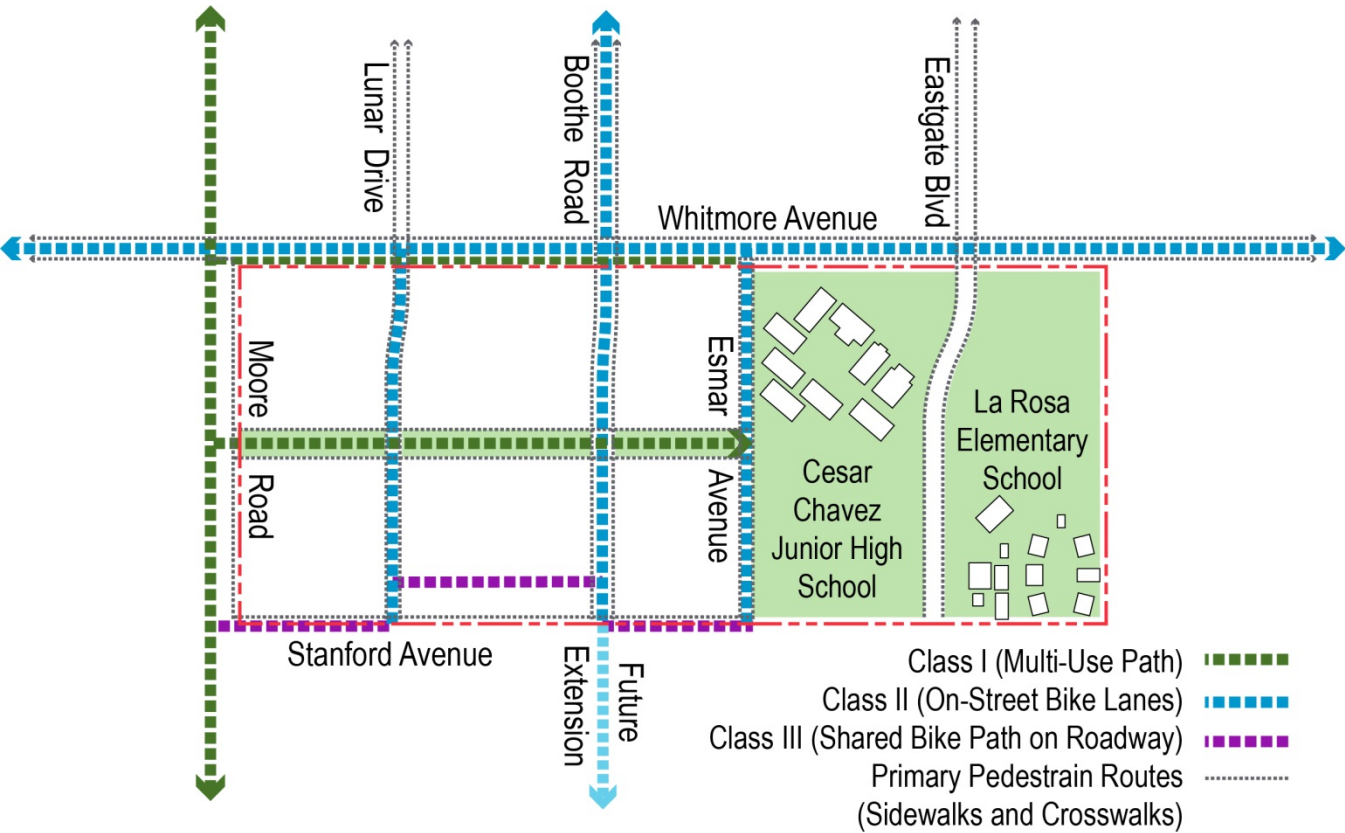 Lunar Drive
Boothe Road
Eastgate Blvd
Whitmore Avenue
Moore Road
Esmar Avenue
La Rosa
Elementary
School
Cesar
Chavez
Junior High
School
Stanford Avenue
Future
Extension
Class I (Multi-Use Path)
Class II (On-Street Bike Lanes)
Class III (Shared Bike Path on Roadway)
Primary Pedestrain Routes
(Sidewalks and Crosswalks)